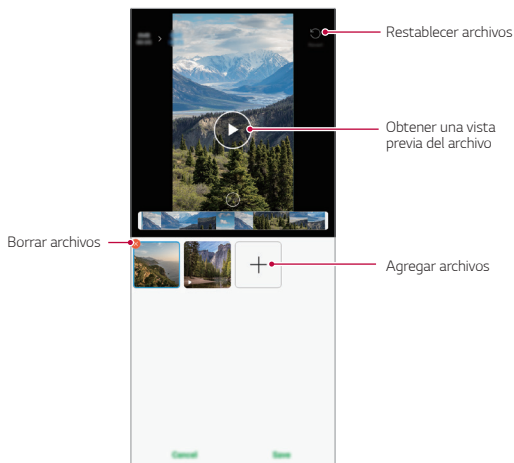 Restablecer archivos
Obtener una vista
previa del archivo
Borrar archivos
Agregar archivos
Cancel
Save